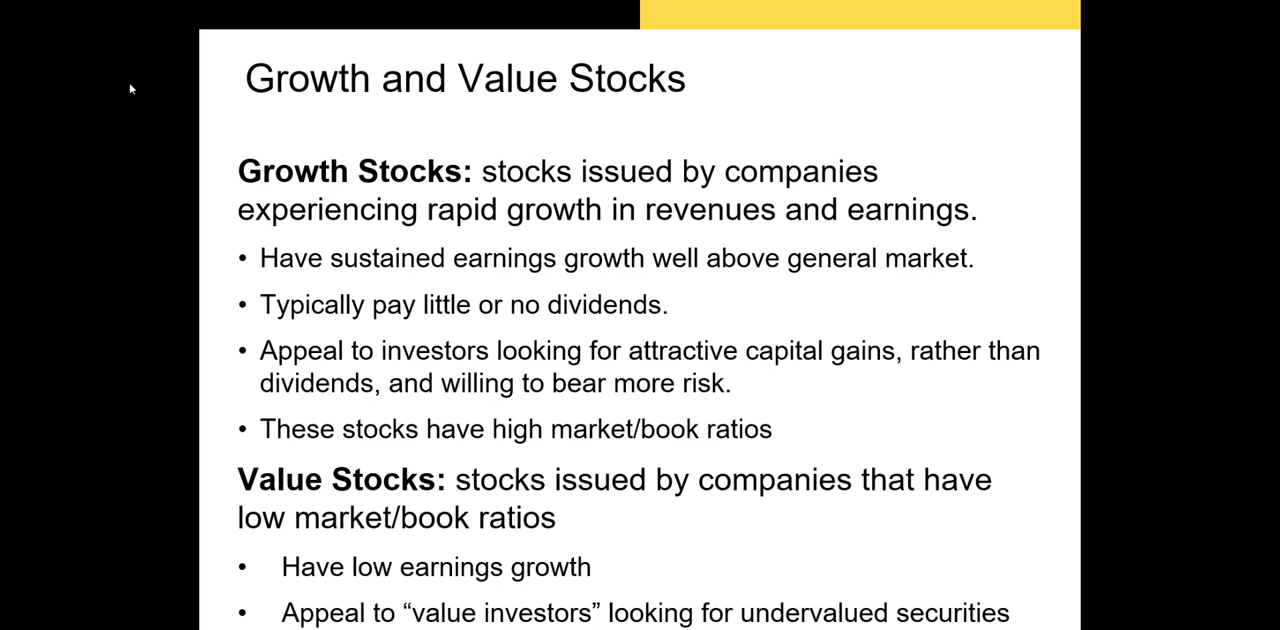 Growth and Value Stocks
Growth Stocks: stocks issued by companies
experiencing rapid growth in revenues and earnings.
• Have sustained earnings growth well above general market.
• Typically pay little or no dividends.
• Appeal to investors looking for attractive capital gains, rather than
dividends, and willing to bear more risk.
• These stocks have high market/book ratios
Value Stocks: stocks issued by companies that have
low market/book ratios
• Have low earnings growth
• Appeal to “value investors” looking for undervalued securities